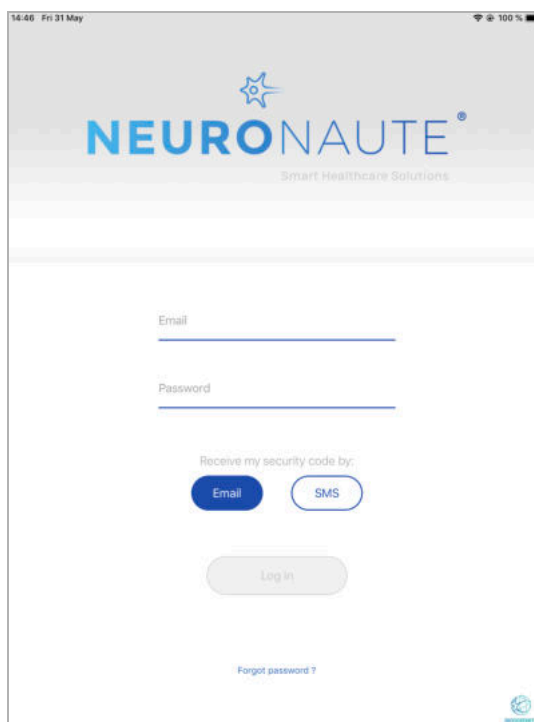 14:46 Fri 31 May 100 %
NEURONAUTE®
Smart Healthcare Solutions
Email
Password
Receive my security code by:
Email SMS
Log in
Forgot password ?